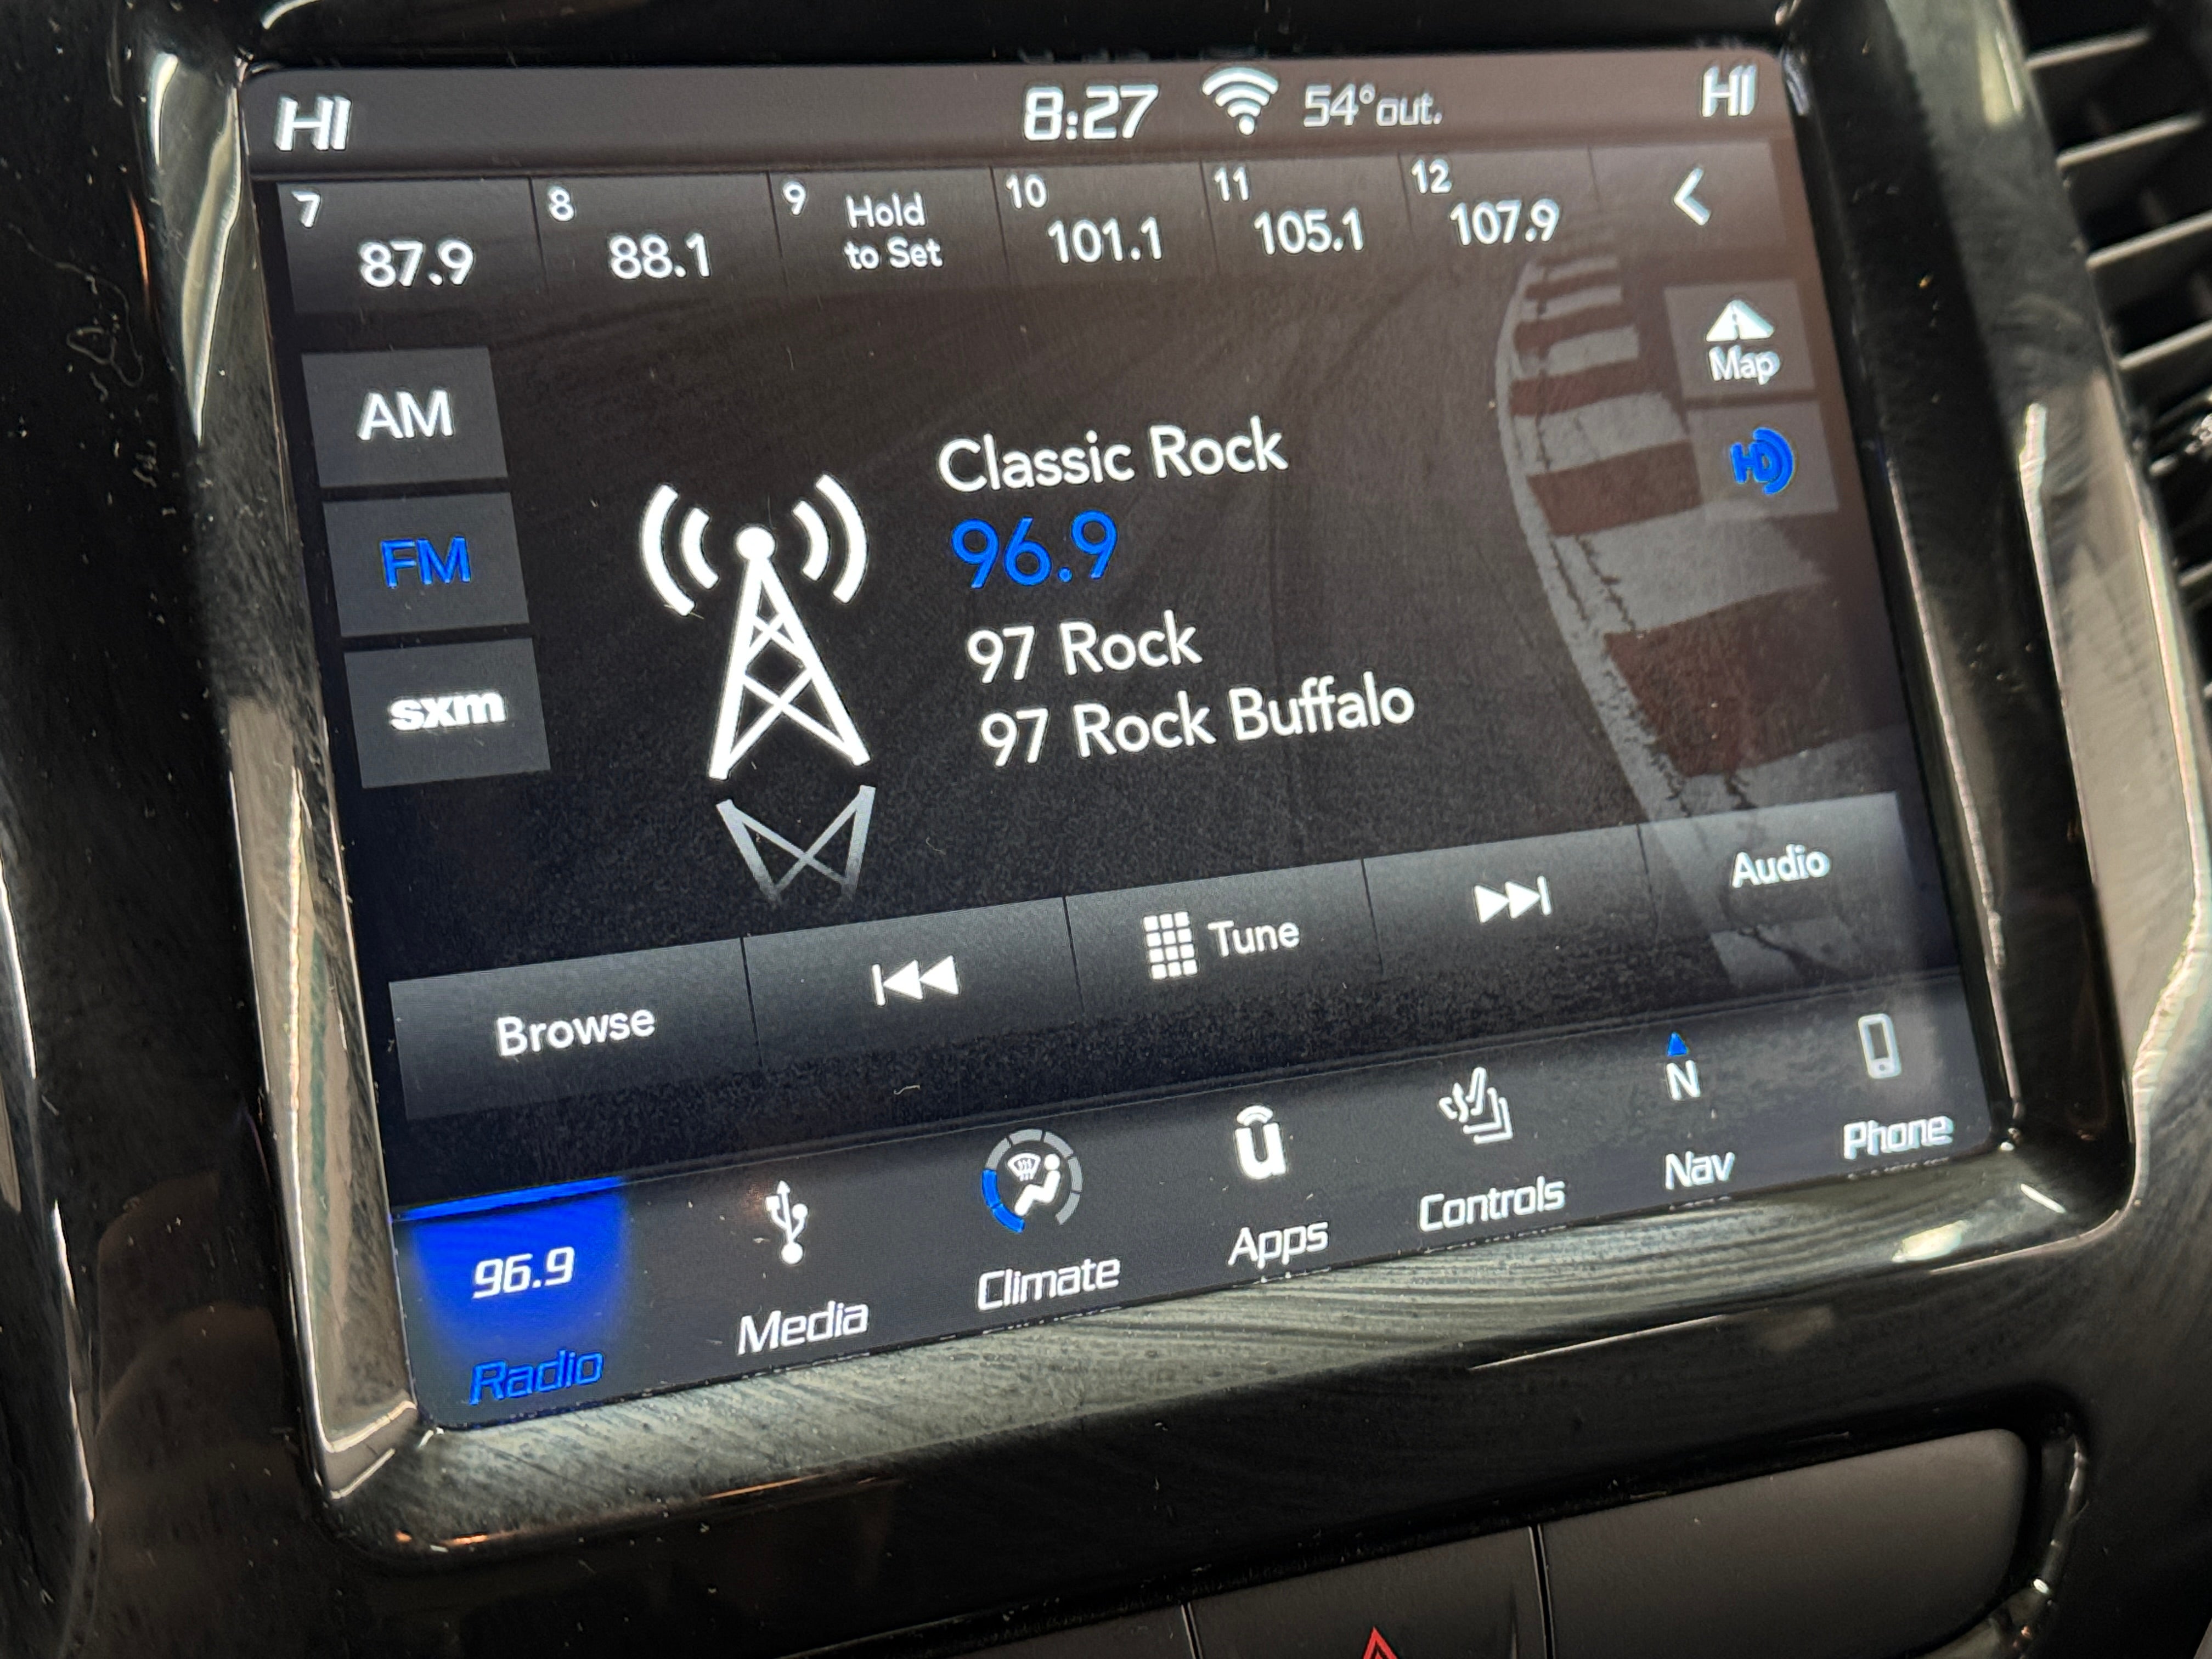 HI 8:27 54°out. HI
7 87.9 8 88.1 9 Hold to Set 10 101.1 11 105.1 12 107.9
Map
AM
HD
Classic Rock
FM
96.9
97 Rock
sxm
97 Rock Buffalo
Browse Tune Audio
96.9 u N
Radio Media Climate Apps Controls Nav Phone